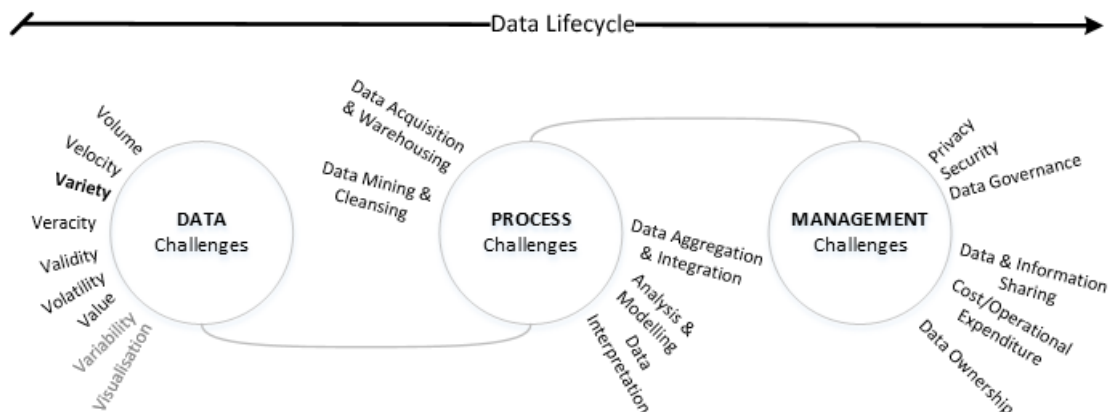 Data Lifecycle
Volume
Velocity
Variety
Veracity
Validity
Volatility
Value
Variability
Visualisation
DATA
Challenges
Data Acquisition
& Warehousing
Data Mining &
Cleansing
PROCESS
Challenges
Data Aggregation
& Integration
Analysis &
Modelling
Data
Interpretation
MANAGEMENT
Challenges
Privacy
Security
Data Governance
Data & Information
Sharing
Cost/Operational
Expenditure
Data Ownership